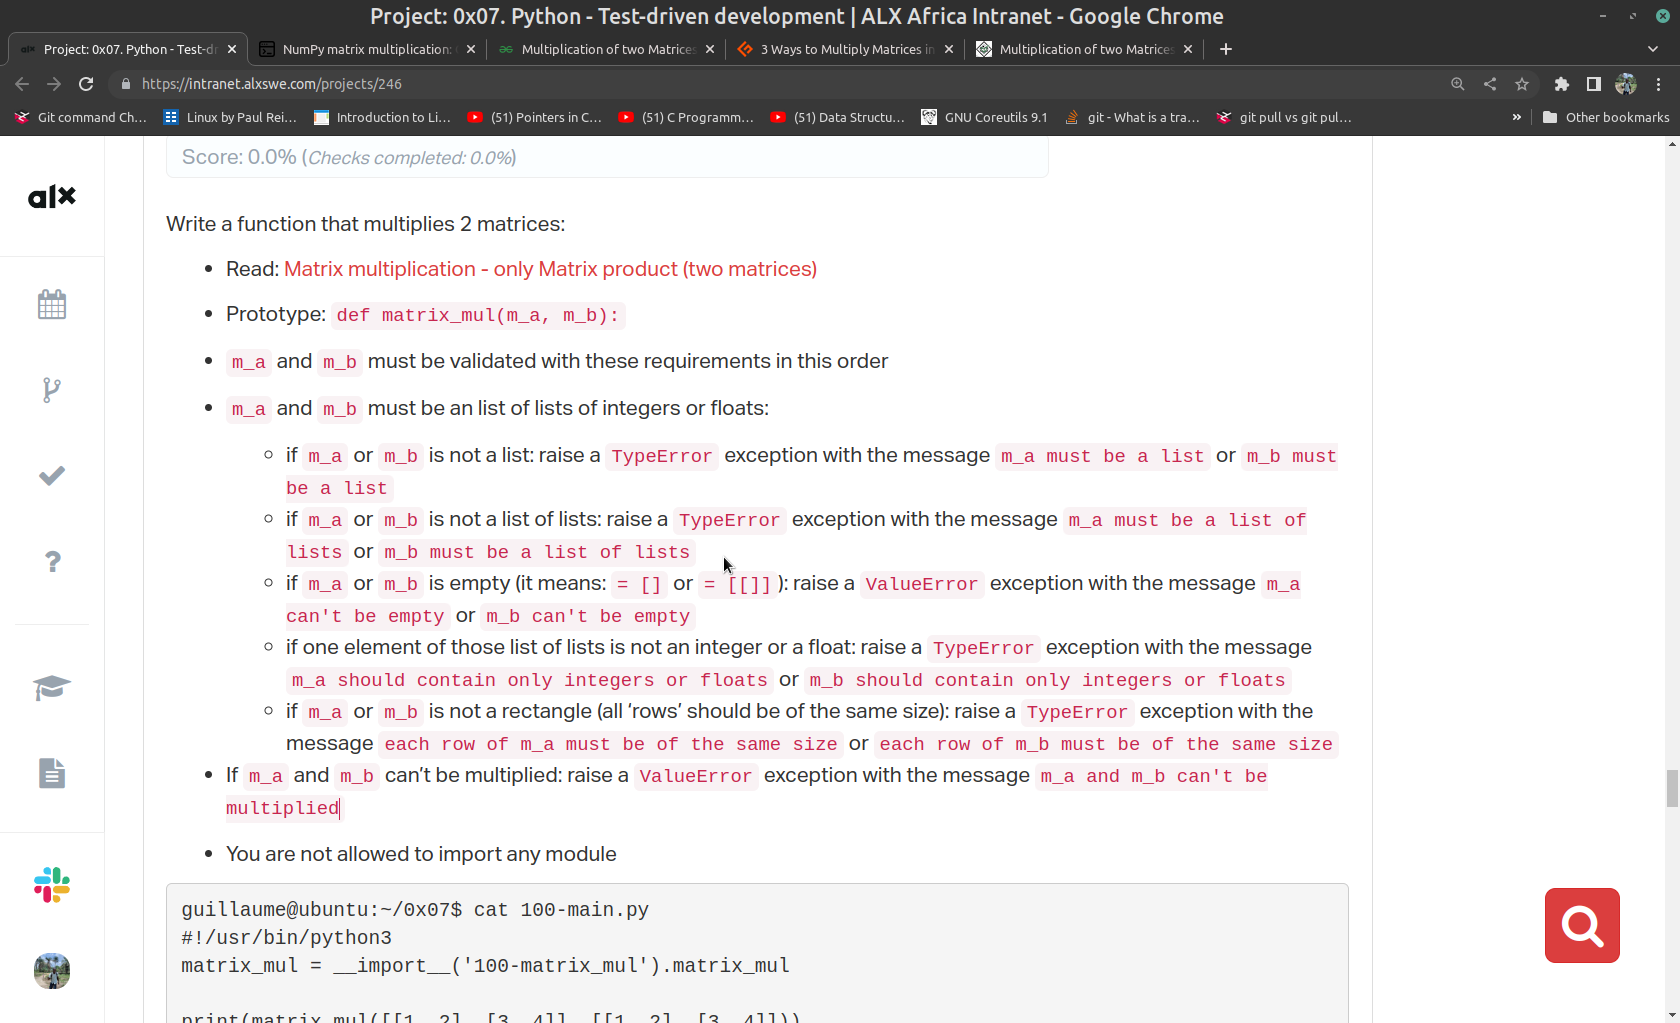 Project: 0x07. Python - Test-driven development | ALX Africa Intranet - Google Chrome
Project: 0x07. Python - Test-dr
NumPy matrix multiplication:
Multiplication of two Matrices
3 Ways to Multiply Matrices in
Multiplication of two Matrices
https://intranet.alxswe.com/projects/246
Git command Ch...
Linux by Paul Rei...
Introduction to Li...
(51) Pointers in C...
(51) C Programm...
(51) Data Structu...
GNU Coreutils 9.1
git - What is a tra...
git pull vs git pul...
»
Other bookmarks
alx
Score: 0.0% (Checks completed: 0.0%)
Write a function that multiplies 2 matrices:
• Read: Matrix multiplication - only Matrix product (two matrices)
• Prototype: def matrix_mul(m_a, m_b):
• m_a and m_b must be validated with these requirements in this order
• m_a and m_b must be an list of lists of integers or floats:
◦ if m_a or m_b is not a list: raise a TypeError exception with the message m_a must be a list or m_b must
be a list
◦ if m_a or m_b is not a list of lists: raise a TypeError exception with the message m_a must be a list of
lists or m_b must be a list of lists
◦ if m_a or m_b is empty (it means: = [] or = [[]]): raise a ValueError exception with the message m_a
can't be empty or m_b can't be empty
◦ if one element of those list of lists is not an integer or a float: raise a TypeError exception with the message
m_a should contain only integers or floats or m_b should contain only integers or floats
◦ if m_a or m_b is not a rectangle (all ‘rows’ should be of the same size): raise a TypeError exception with the
message each row of m_a must be of the same size or each row of m_b must be of the same size
• If m_a and m_b can’t be multiplied: raise a ValueError exception with the message m_a and m_b can't be
multiplied
• You are not allowed to import any module
guillaume@ubuntu:~/0x07$ cat 100-main.py
#!/usr/bin/python3
matrix_mul = __import__('100-matrix_mul').matrix_mul
print(matrix_mul([[1, 2], [3, 4]], [[1, 2], [3, 4]]))